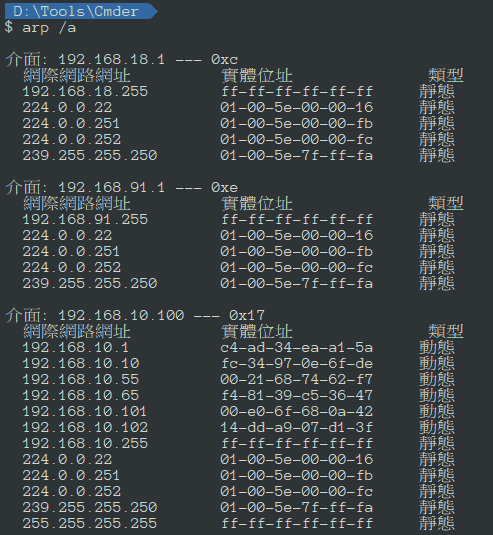 D:\Tools\Cmder
$ arp /a
介面: 192.168.18.1 --- 0xc
網際網路網址 實體位址 類型
192.168.18.255 ff-ff-ff-ff-ff-ff 靜態
224.0.0.22 01-00-5e-00-00-16 靜態
224.0.0.251 01-00-5e-00-00-fb 靜態
224.0.0.252 01-00-5e-00-00-fc 靜態
239.255.255.250 01-00-5e-7f-ff-fa 靜態
介面: 192.168.91.1 --- 0xe
網際網路網址 實體位址 類型
192.168.91.255 ff-ff-ff-ff-ff-ff 靜態
224.0.0.22 01-00-5e-00-00-16 靜態
224.0.0.251 01-00-5e-00-00-fb 靜態
224.0.0.252 01-00-5e-00-00-fc 靜態
239.255.255.250 01-00-5e-7f-ff-fa 靜態
介面: 192.168.10.100 --- 0x17
網際網路網址 實體位址 類型
192.168.10.1 c4-ad-34-ea-a1-5a 動態
192.168.10.10 fc-34-97-0e-6f-de 動態
192.168.10.55 00-21-68-74-62-f7 動態
192.168.10.65 f4-81-39-c5-36-47 動態
192.168.10.101 00-e0-6f-68-0a-42 動態
192.168.10.102 14-dd-a9-07-d1-3f 動態
192.168.10.255 ff-ff-ff-ff-ff-ff 靜態
224.0.0.22 01-00-5e-00-00-16 靜態
224.0.0.251 01-00-5e-00-00-fb 靜態
224.0.0.252 01-00-5e-00-00-fc 靜態
239.255.255.250 01-00-5e-7f-ff-fa 靜態
255.255.255.255 ff-ff-ff-ff-ff-ff 靜態